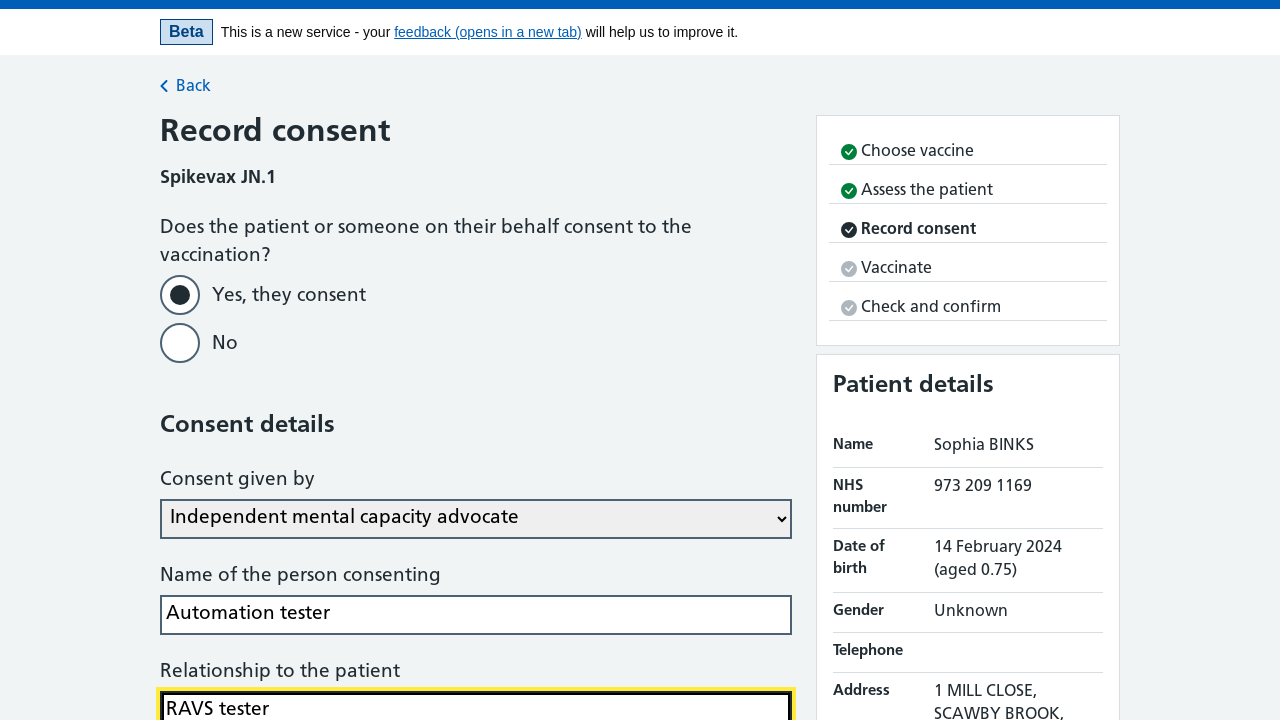 Beta This is a new service - your feedback (opens in a new tab) will help us to improve it.
Back
Record consent
Spikevax JN.1
Does the patient or someone on their behalf consent to the
vaccination?
Yes, they consent
No
Consent details
Consent given by
Independent mental capacity advocate
Name of the person consenting
Automation tester
Relationship to the patient
RAVS tester
Choose vaccine
Assess the patient
Record consent
Vaccinate
Check and confirm
Patient details
Name Sophia BINKS
NHS number 973 209 1169
Date of birth 14 February 2024 (aged 0.75)
Gender Unknown
Telephone
Address 1 MILL CLOSE,
SCAWBY BROOK,